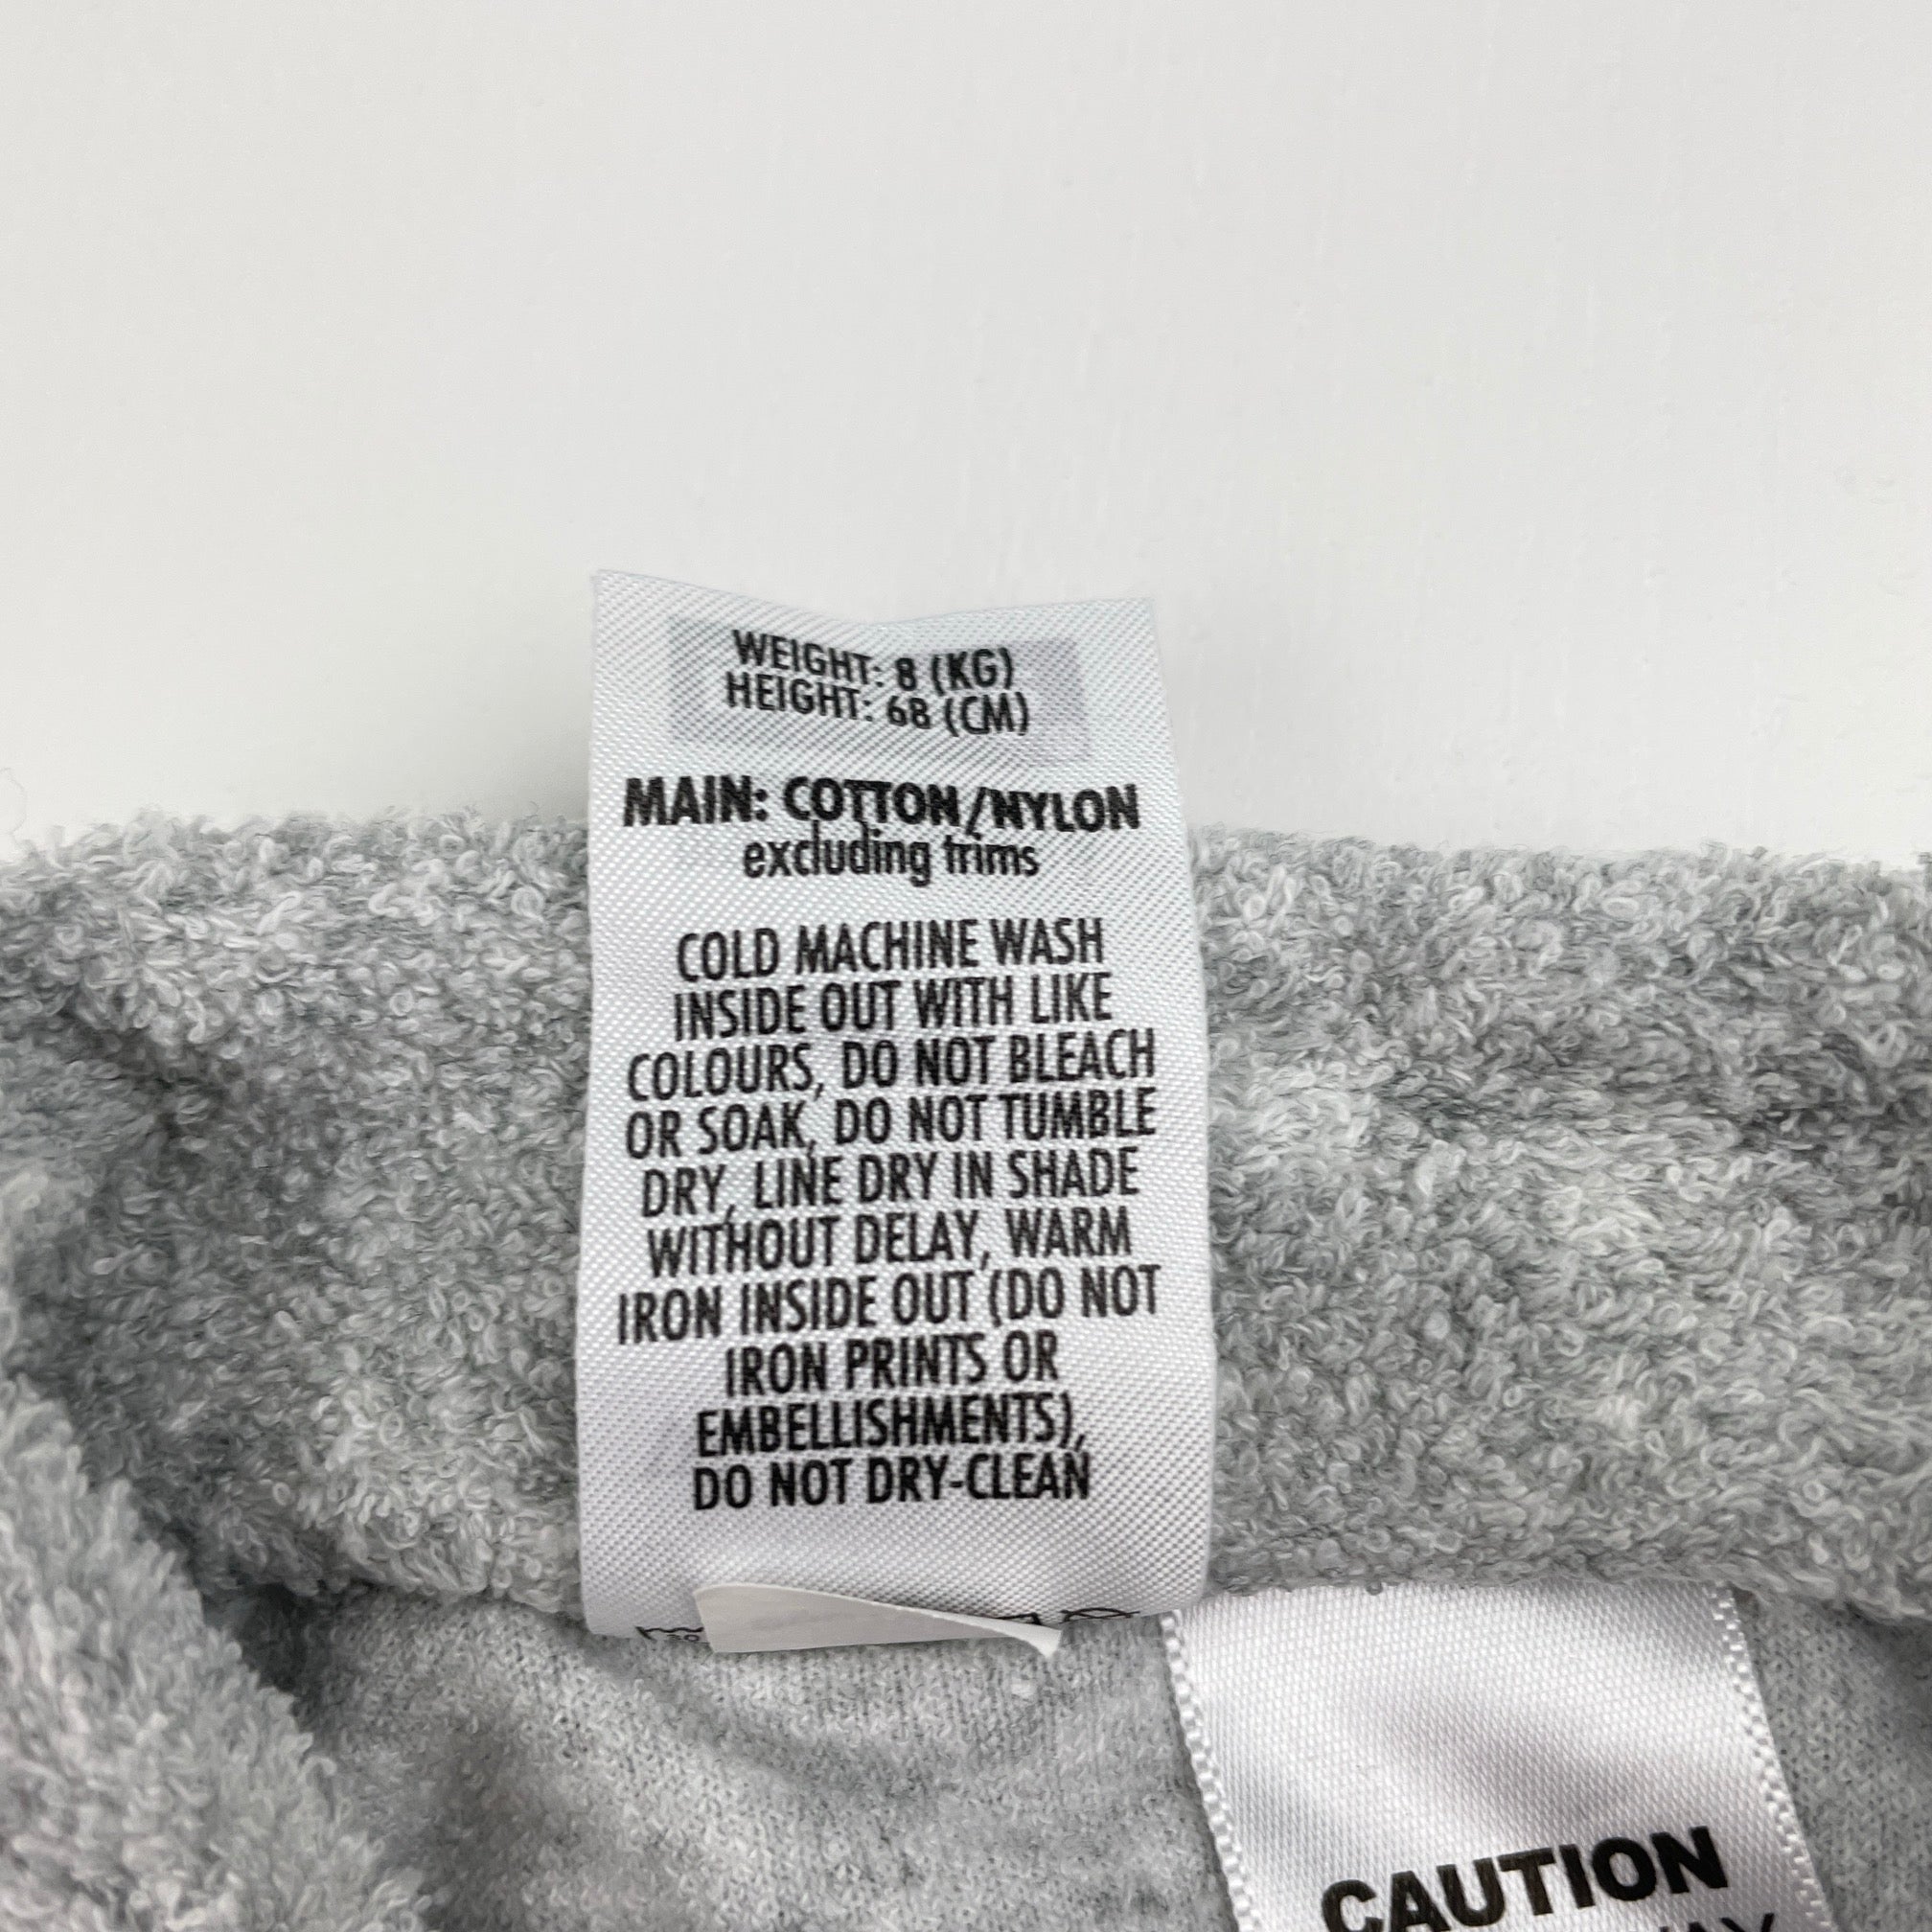 WEIGHT: 8 (KG)
HEIGHT: 68 (CM)
MAIN: COTTON/NYLON
excluding trims
COLD MACHINE WASH
INSIDE OUT WITH LIKE
COLOURS, DO NOT BLEACH
OR SOAK, DO NOT TUMBLE
DRY, LINE DRY IN SHADE
WITHOUT DELAY, WARM
IRON INSIDE OUT (DO NOT
IRON PRINTS OR
EMBELLISHMENTS),
DO NOT DRY-CLEAN
CAUTION